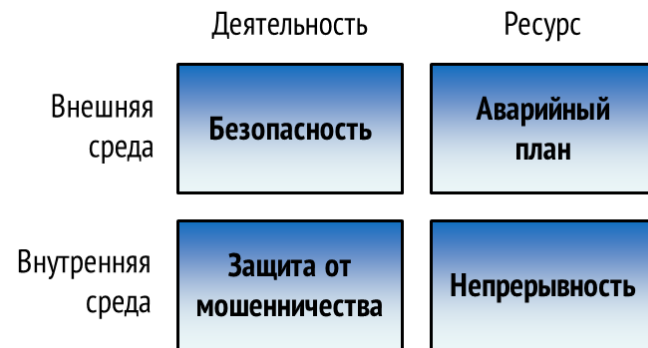 Деятельность
Ресурс
Внешняя
среда
Безопасность
Аварийный
план
Внутренняя
среда
Защита от
мошенничества
Непрерывность